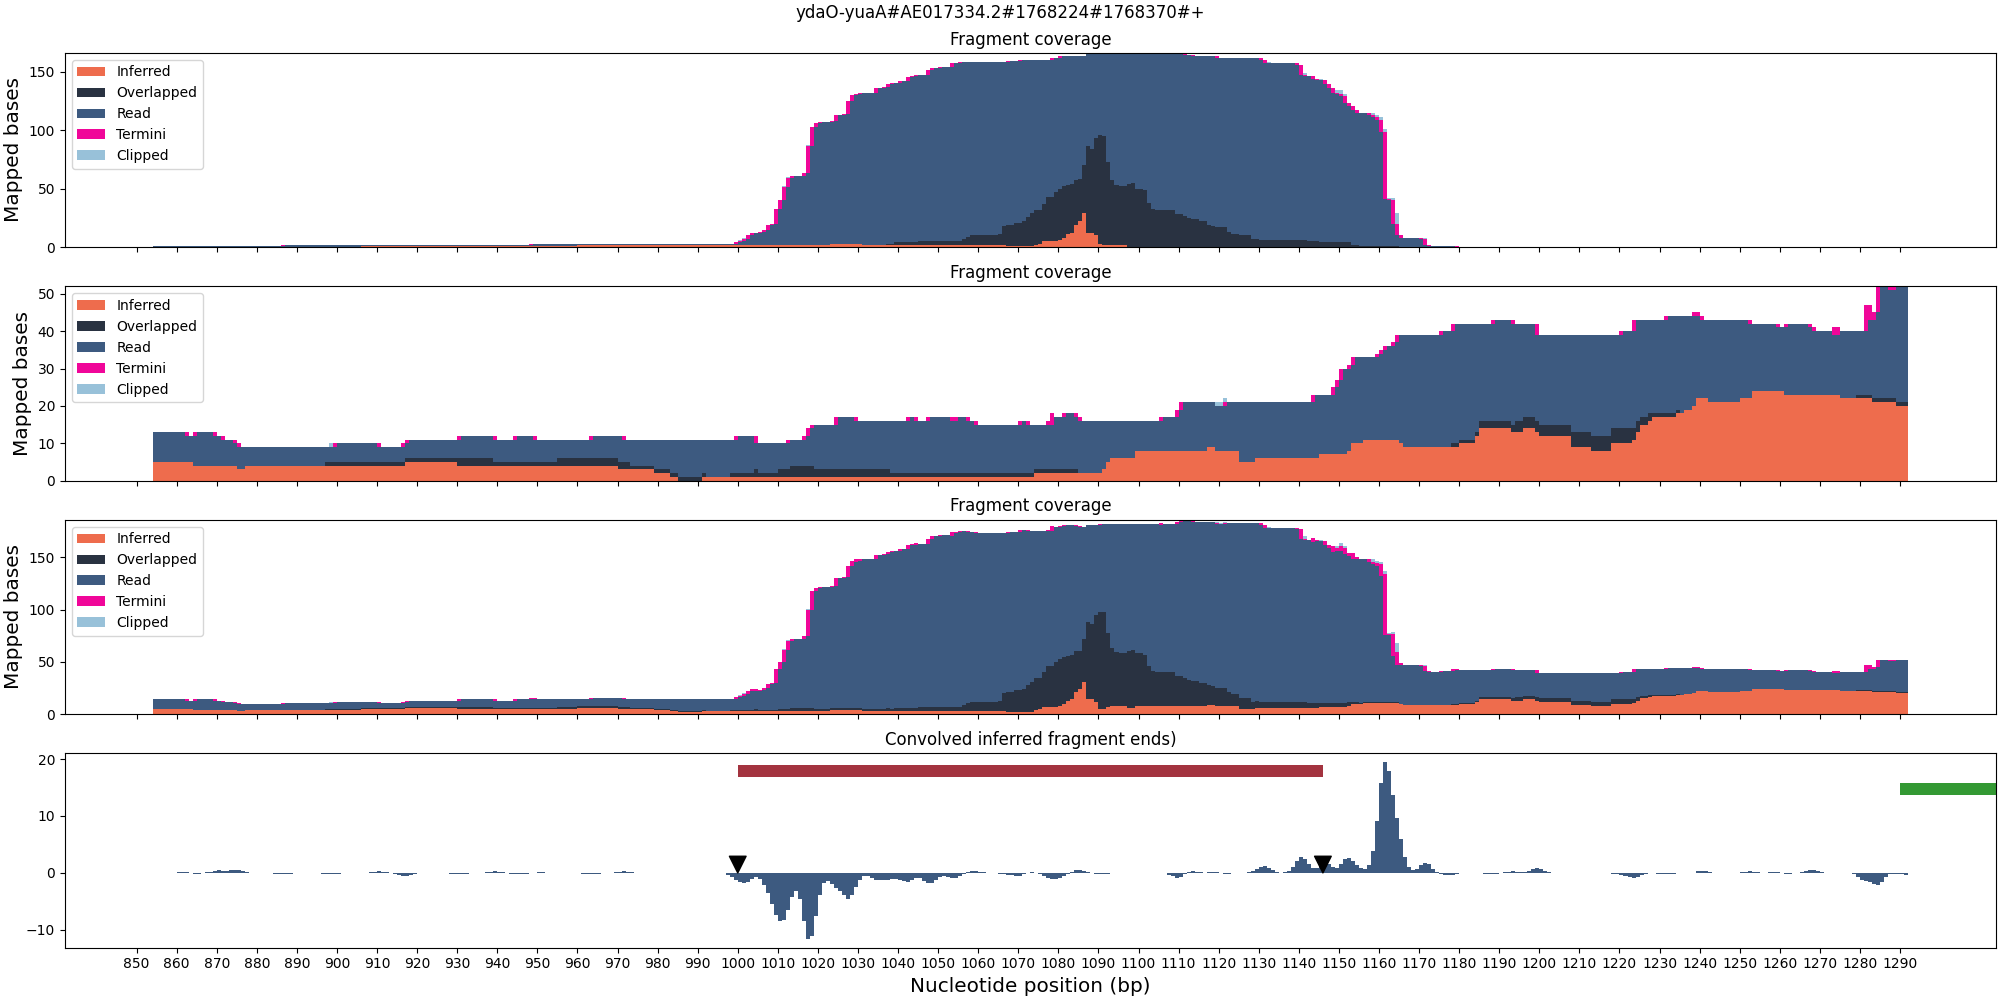 ydaO-yuaA#AE017334.2#1768224#1768370#+
Fragment coverage
Mapped bases
150
100
50
0
Inferred
Overlapped
Read
Termini
Clipped
Fragment coverage
Mapped bases
50
40
30
20
10
0
Inferred
Overlapped
Read
Termini
Clipped
Fragment coverage
Mapped bases
150
100
50
0
Inferred
Overlapped
Read
Termini
Clipped
Convolved inferred fragment ends)
20
10
0
−10
850 860 870 880 890 900 910 920 930 940 950 960 970 980 990 1000 1010 1020 1030 1040 1050 1060 1070 1080 1090 1100 1110 1120 1130 1140 1150 1160 1170 1180 1190 1200 1210 1220 1230 1240 1250 1260 1270 1280 1290
Nucleotide position (bp)